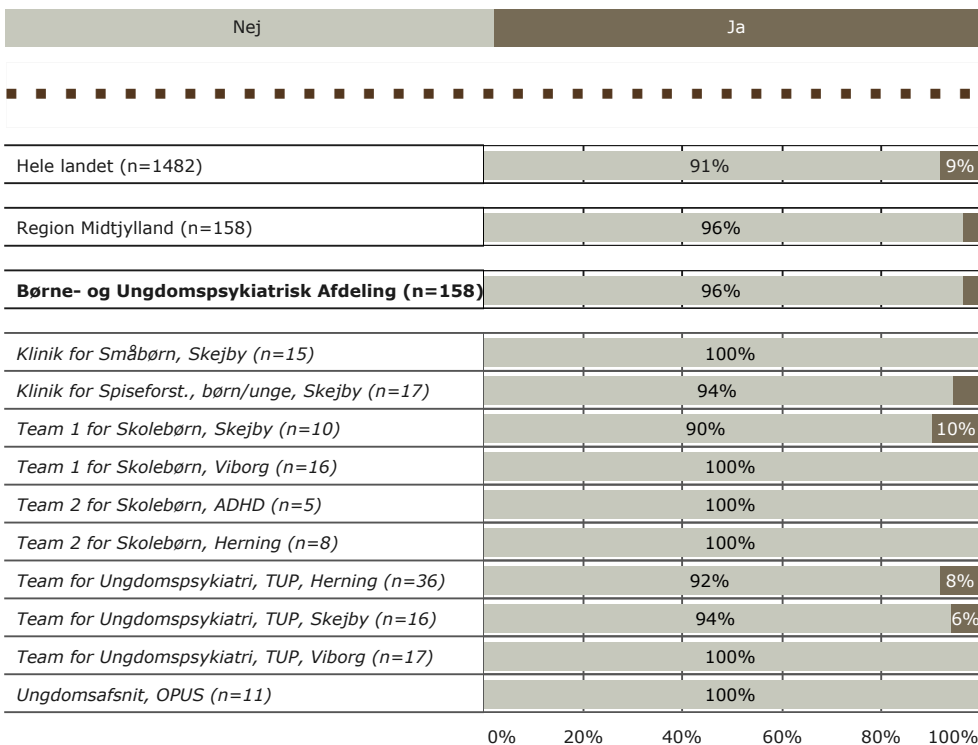 Nej Ja
Hele landet (n=1482) 91% 9%
Region Midtjylland (n=158) 96%
Børne- og Ungdomspsykiatrisk Afdeling (n=158) 96%
Klinik for Småbørn, Skejby (n=15) 100%
Klinik for Spiseforst., børn/unge, Skejby (n=17) 94%
Team 1 for Skolebørn, Skejby (n=10) 90% 10%
Team 1 for Skolebørn, Viborg (n=16) 100%
Team 2 for Skolebørn, ADHD (n=5) 100%
Team 2 for Skolebørn, Herning (n=8) 100%
Team for Ungdomspsykiatri, TUP, Herning (n=36) 92% 8%
Team for Ungdomspsykiatri, TUP, Skejby (n=16) 94% 6%
Team for Ungdomspsykiatri, TUP, Viborg (n=17) 100%
Ungdomsafsnit, OPUS (n=11) 100%
0% 20% 40% 60% 80% 100%